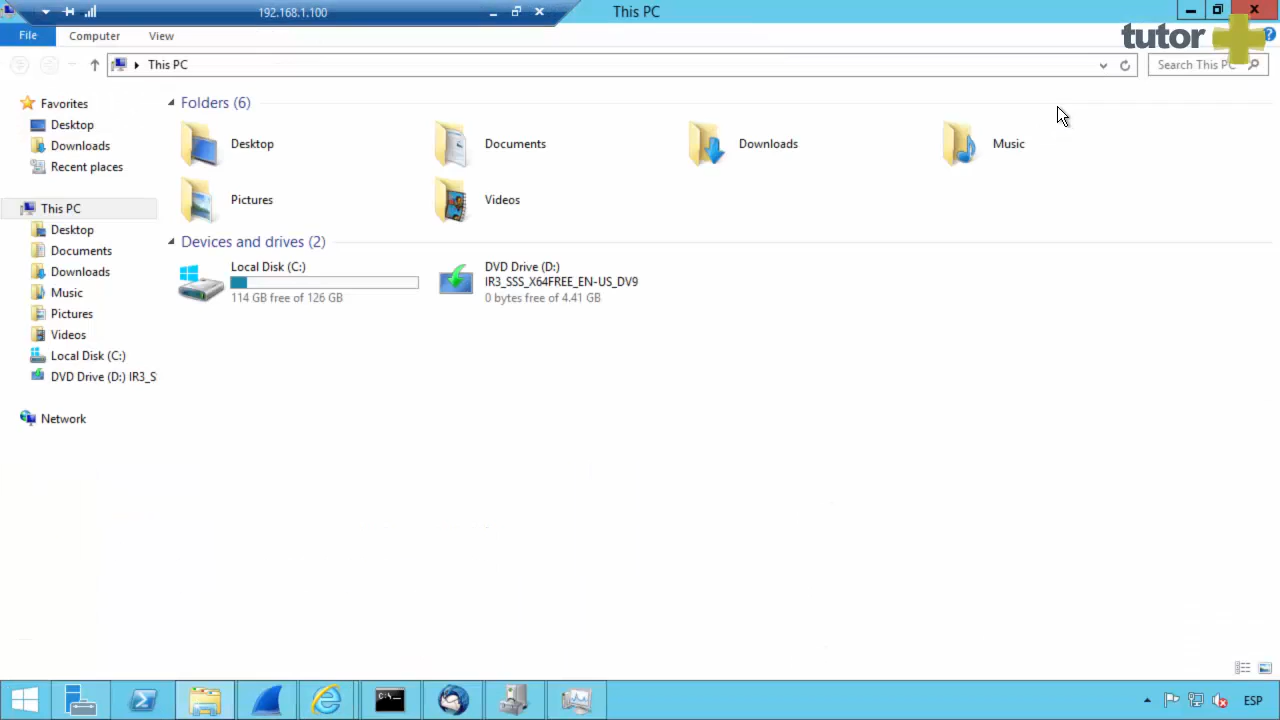 192.168.1.100
This PC
tutor
File
Computer
View
This PC
Search This PC
Favorites
Desktop
Downloads
Recent places
This PC
Desktop
Documents
Downloads
Music
Pictures
Videos
Local Disk (C:)
DVD Drive (D:) IR3_S
Network
Folders (6)
Desktop
Documents
Downloads
Music
Pictures
Videos
Devices and drives (2)
Local Disk (C:)
114 GB free of 126 GB
DVD Drive (D:)
IR3_SSS_X64FREE_EN-US_DV9
0 bytes free of 4.41 GB
C:\
ESP